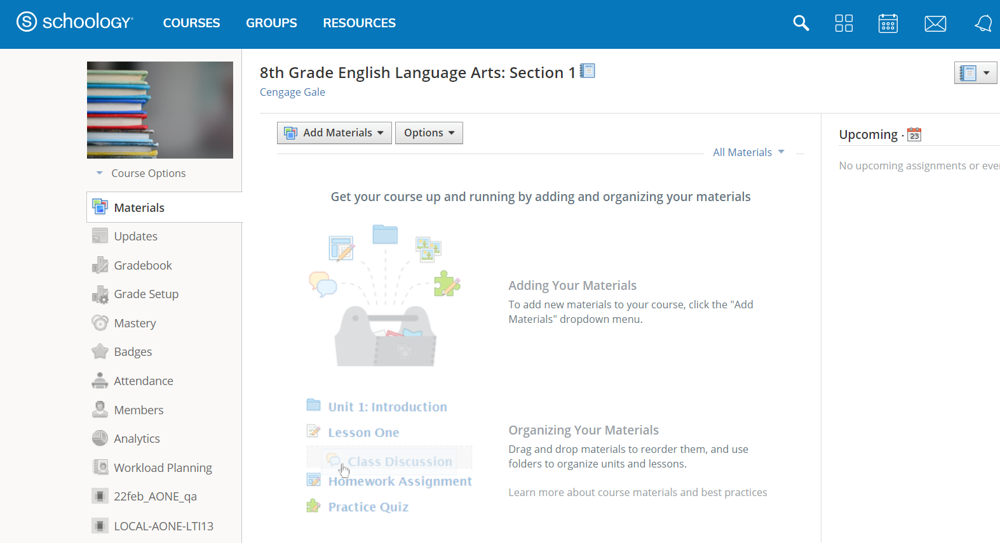 schoology COURSES GROUPS RESOURCES
8th Grade English Language Arts: Section 1
Cengage Gale
Course Options
Materials
Updates
Gradebook
Grade Setup
Mastery
Badges
Attendance
Members
Analytics
Workload Planning
22feb_AONE_qa
LOCAL-AONE-LTI13
Add Materials Options
All Materials
Get your course up and running by adding and organizing your materials
Adding Your Materials
To add new materials to your course, click the "Add
Materials" dropdown menu.
Unit 1: Introduction
Lesson One
Class Discussion
Homework Assignment
Practice Quiz
Organizing Your Materials
Drag and drop materials to reorder them, and use
folders to organize units and lessons.
Learn more about course materials and best practices
Upcoming · 23
No upcoming assignments or